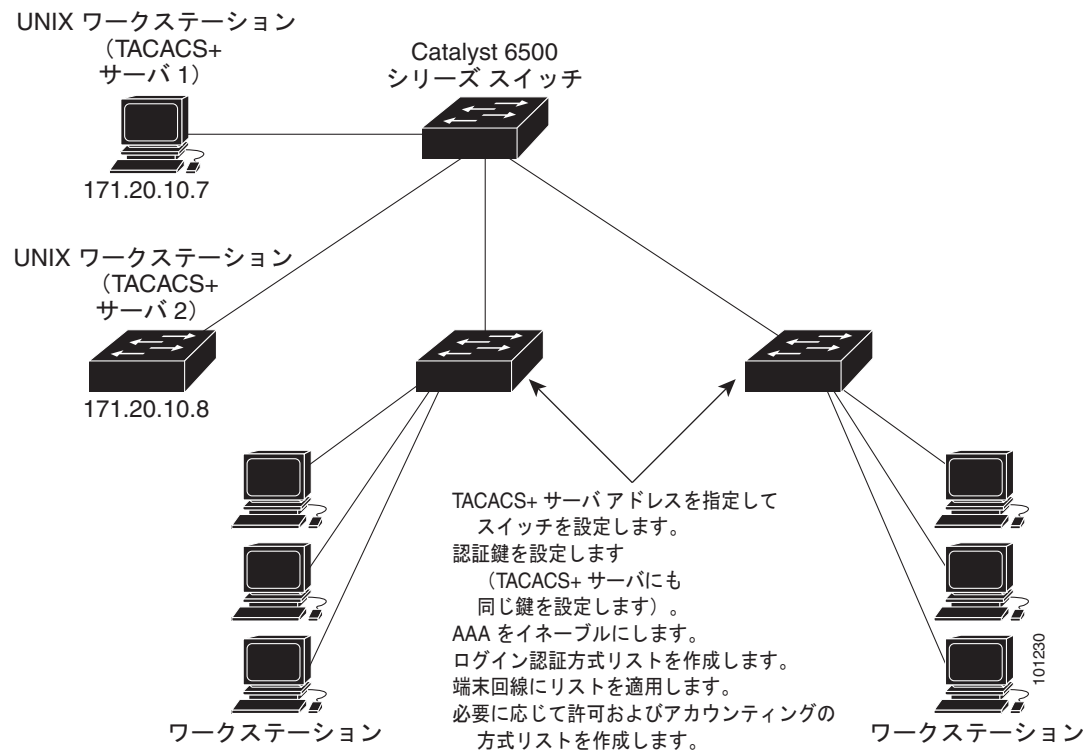 UNIX ワークステーション
（TACACS+
サーバ 1）
171.20.10.7
Catalyst 6500
シリーズ スイッチ
UNIX ワークステーション
（TACACS+
サーバ 2）
171.20.10.8
TACACS+ サーバ アドレスを指定して
スイッチを設定します。
認証鍵を設定します
（TACACS+ サーバにも
同じ鍵を設定します）。
AAA をイネーブルにします。
ログイン認証方式リストを作成します。
端末回線にリストを適用します。
必要に応じて許可およびアカウンティングの
方式リストを作成します。
ワークステーション
ワークステーション
101230